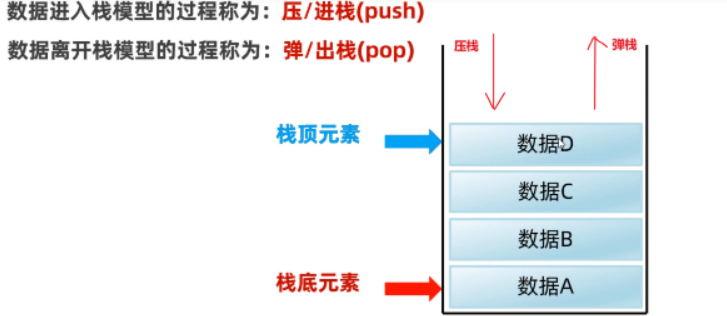 数据进入栈模型的过程称为：压/进栈(push)
数据离开栈模型的过程称为：弹/出栈(pop)
压栈
弹栈
栈顶元素
数据D
数据C
数据B
栈底元素
数据A